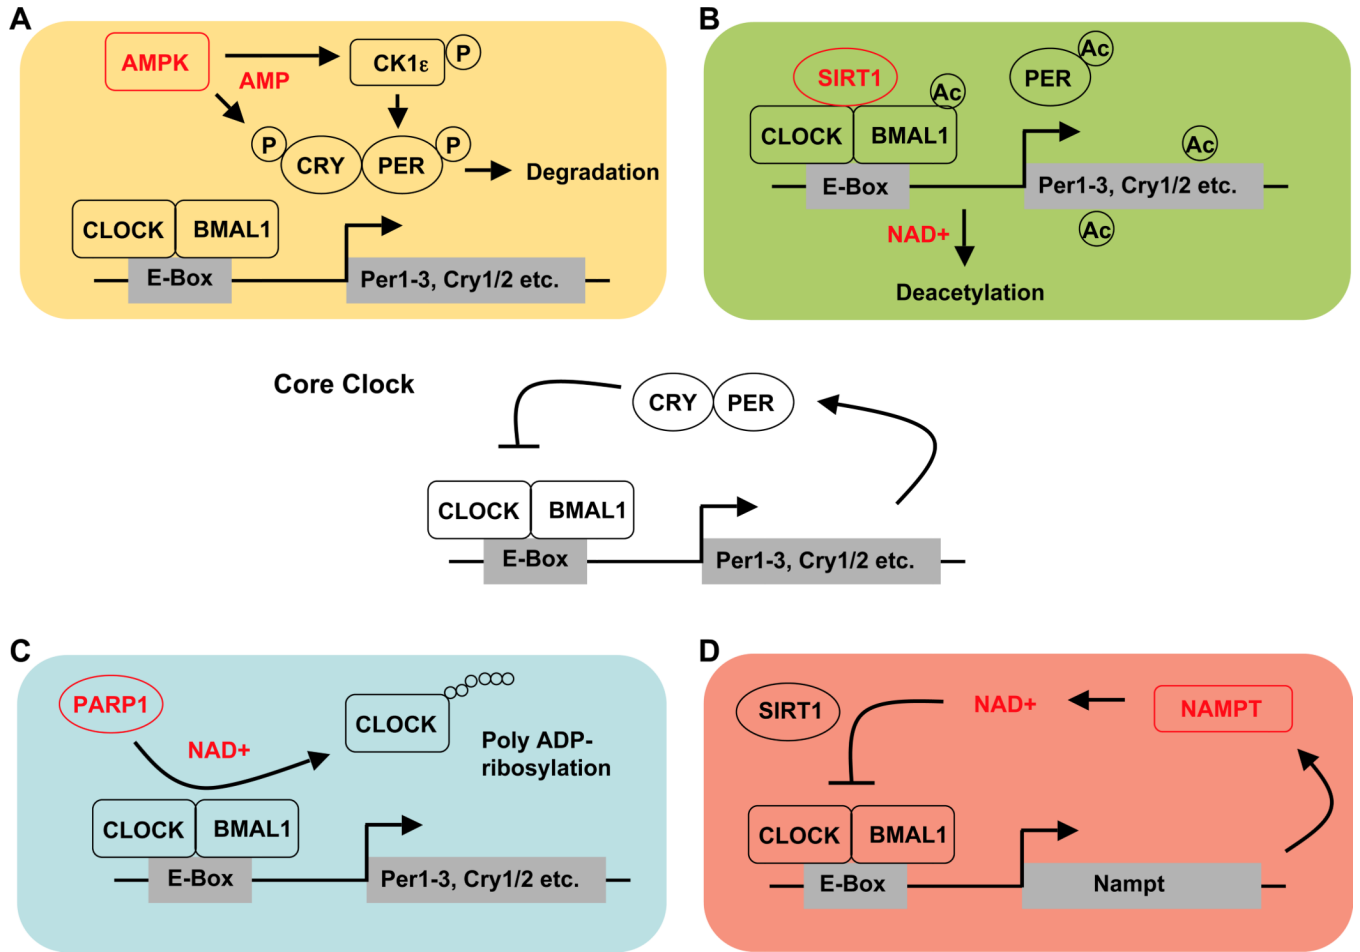 A
AMPK
AMP
CK1ε
P
P
CRY
PER
P
Degradation
CLOCK
BMAL1
E-Box
Per1-3, Cry1/2 etc.
B
SIRT1
Ac
PER
Ac
CLOCK
BMAL1
Ac
E-Box
Per1-3, Cry1/2 etc.
NAD+
Ac
Deacetylation
Core Clock
CRY
PER
CLOCK
BMAL1
E-Box
Per1-3, Cry1/2 etc.
C
PARP1
NAD+
CLOCK
Poly ADP-
ribosylation
CLOCK
BMAL1
E-Box
Per1-3, Cry1/2 etc.
D
SIRT1
NAD+
NAMPT
CLOCK
BMAL1
E-Box
Nampt